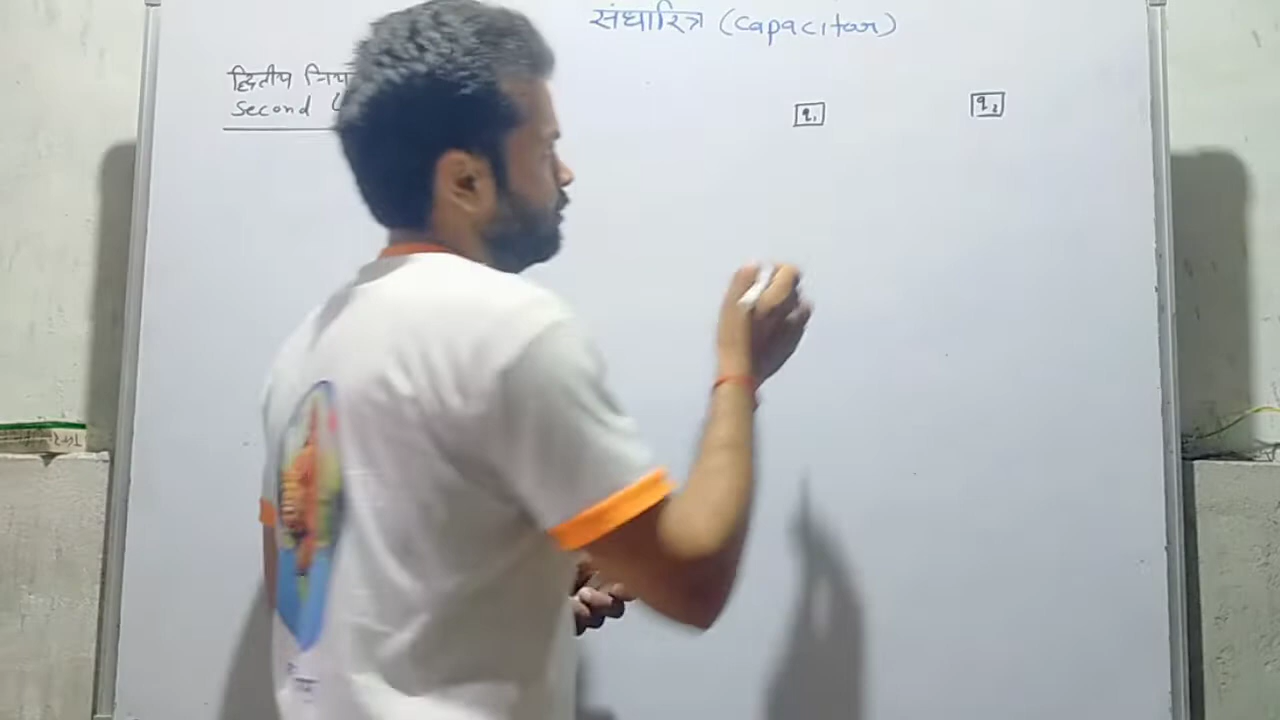 संधारित्र (Capacitor)
द्वितीय
Second
q₁
q₂